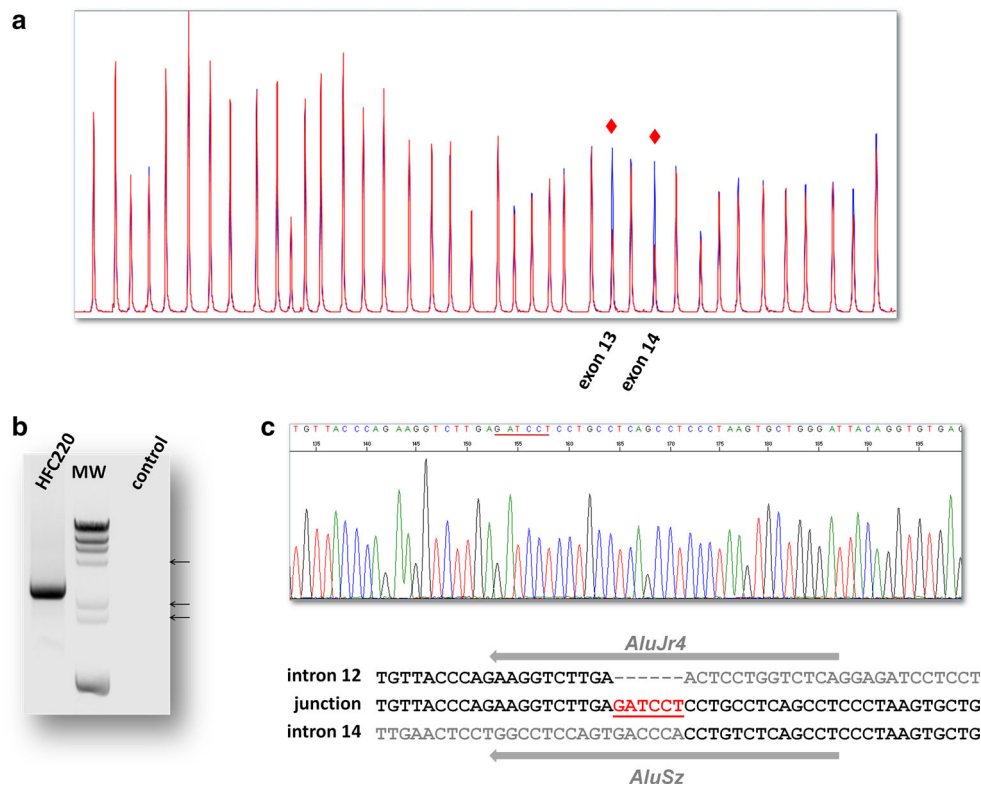 a
exon 13
exon 14
b
HFC220
MW
control
c
TGTTACCCAGAAGGTCTTGAGATCCTCCTGCCTCAGCCTCCCTAAGTGCTGGGATTACAGGTGTGAG
135 140 145 150 155 160 165 170 175 180 185 190 195
AluJr4
intron 12 TGTTACCCAGAAGGTCTTGA-------ACTCCTGGTCTCAGGAGATCCTCCT
junction TGTTACCCAGAAGGTCTTGAGATCCTCCTGCCTCAGCCTCCCTAAGTGCTG
intron 14 TTGAACTCCTGGCCTCCAGTGACCCACCTGTCTCAGCCTCCCTAAGTGCTG
AluSz